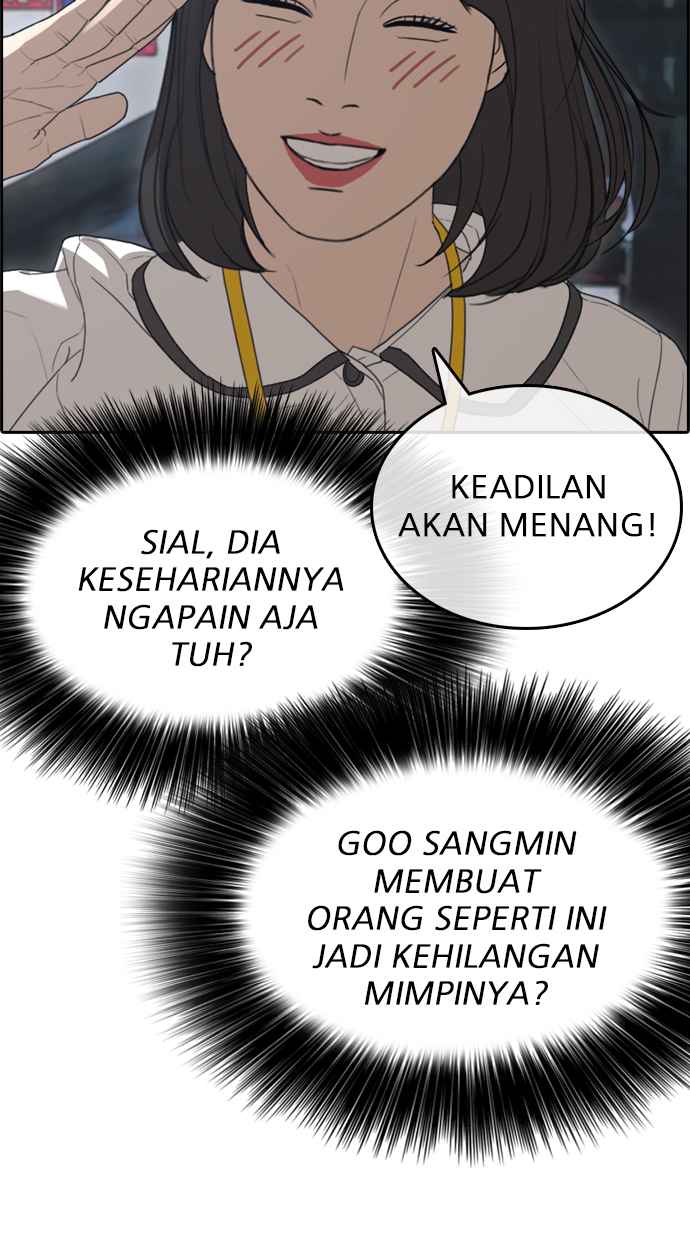 KEADILAN
AKAN MENANG!
SIAL, DIA
KESEHARIANNYA
NGAPAIN AJA
TUH?
GOO SANGMIN
MEMBUAT
ORANG SEPERTI INI
JADI KEHILANGAN
MIMPINYA?